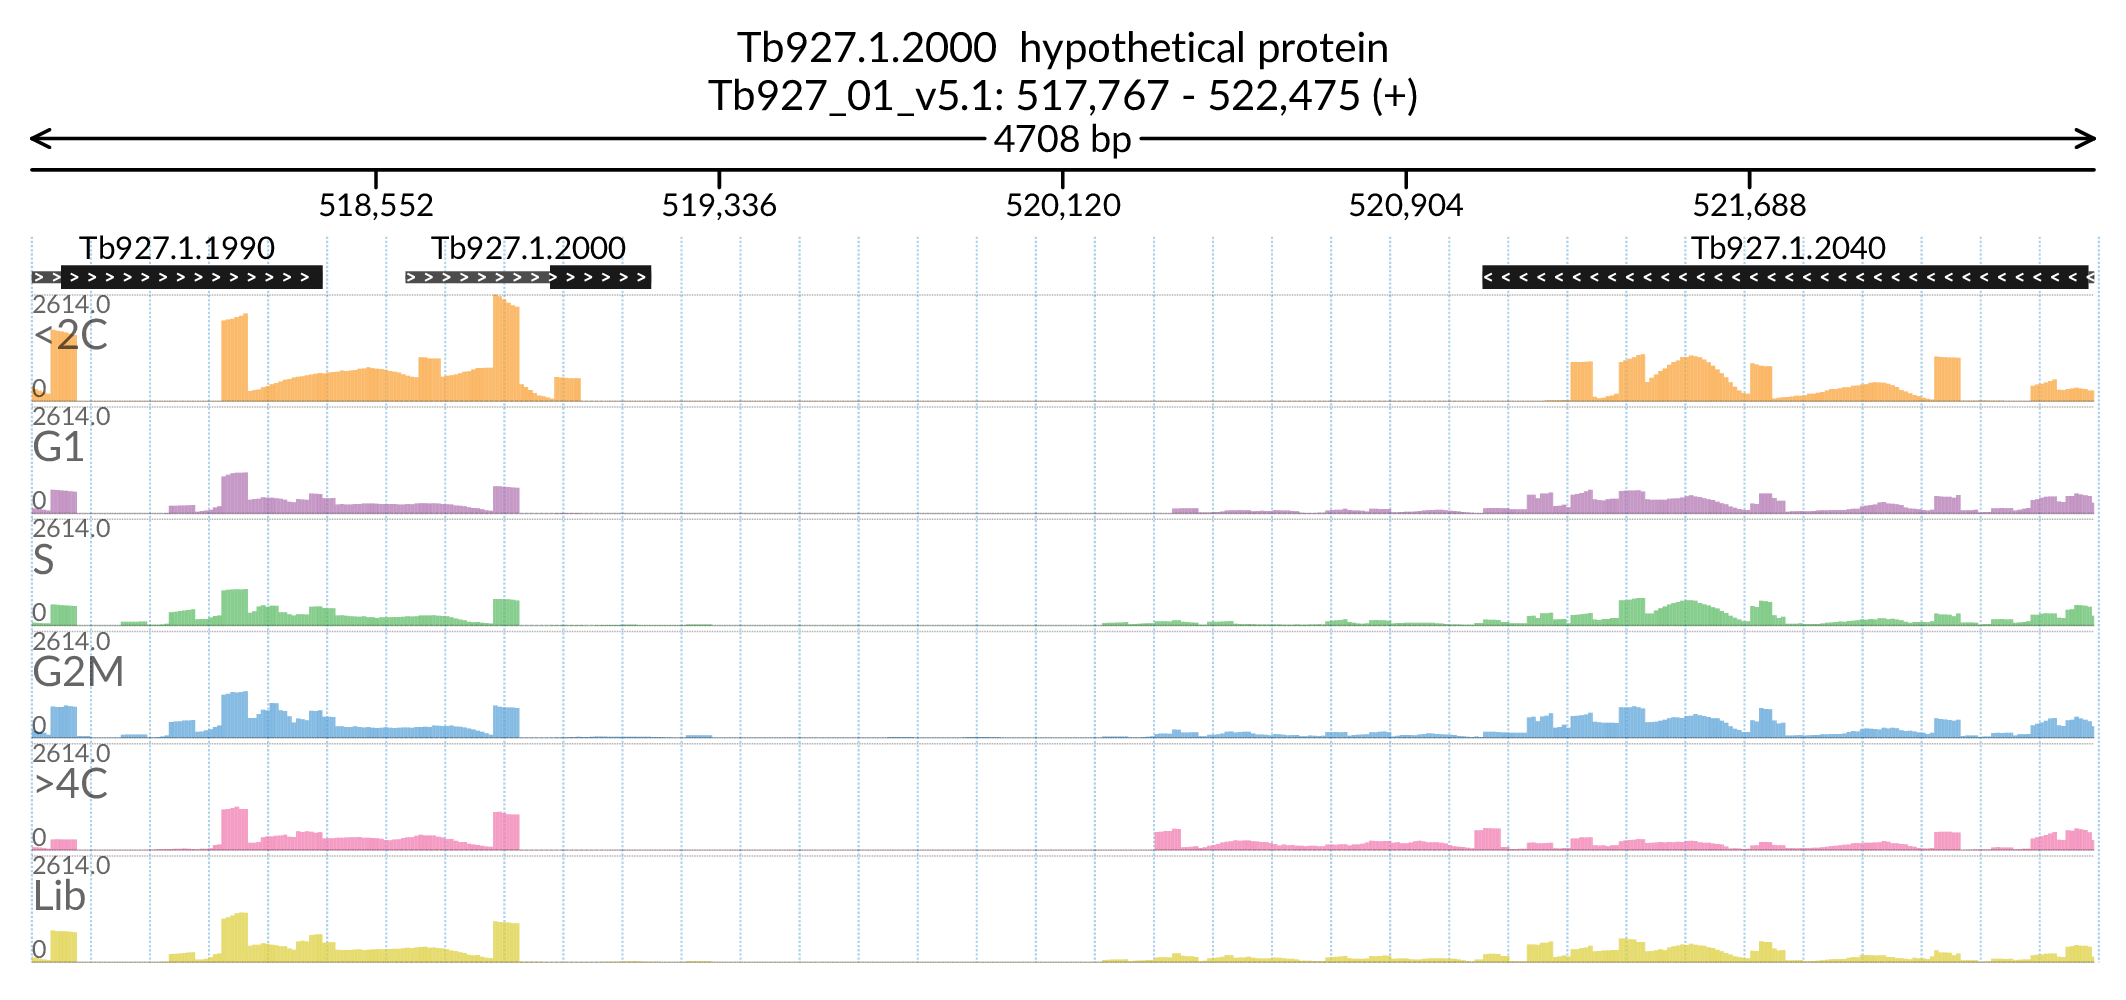 Tb927.1.2000 hypothetical protein
Tb927_01_v5.1: 517,767 - 522,475 (+)
4708 bp
518,552 519,336 520,120 520,904 521,688
Tb927.1.1990 Tb927.1.2000 Tb927.1.2040
2614.0
<2C
0
2614.0
G1
0
2614.0
S
0
2614.0
G2M
0
2614.0
>4C
0
2614.0
Lib
0